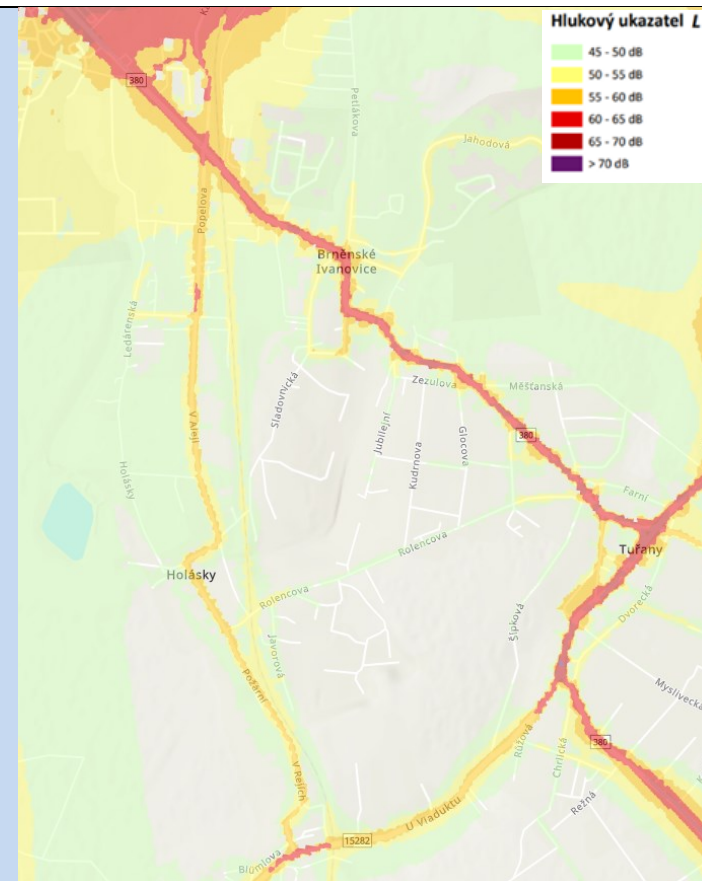 Hlukový ukazatel L
45 - 50 dB
50 - 55 dB
55 - 60 dB
60 - 65 dB
65 - 70 dB
> 70 dB
380
Petlákova
Jahodová
Popelova
Brněnské
Ivanovice
Ledárenská
Zezulova
Měšťanská
Sladovnická
Jubilejní
V Aleji
Kudrnova
Glocova
380
Holásky
Farní
Rolencova
Tuřany
Holásky
Rolencova
Dvorecká
Šípková
Javorová
Požární
Myslivecká
Růžová
Chrlická
380
V Rejích
Režná
U Viaduktu
15282
Blümlova